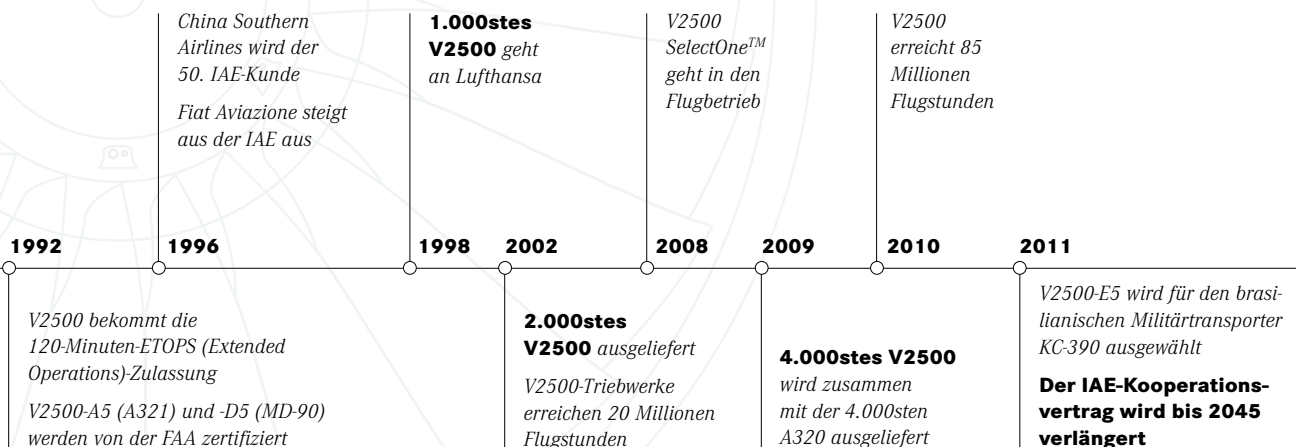 China Southern
Airlines wird der
50. IAE-Kunde
Fiat Aviazione steigt
aus der IAE aus
1.000stes
V2500 geht
an Lufthansa
V2500
SelectOne™
geht in den
Flugbetrieb
V2500
erreicht 85
Millionen
Flugstunden
1992
1996
1998
2002
2008
2009
2010
2011
V2500 bekommt die
120-Minuten-ETOPS (Extended
Operations)-Zulassung
V2500-A5 (A321) und -D5 (MD-90)
werden von der FAA zertifiziert
2.000stes
V2500 ausgeliefert
V2500-Triebwerke
erreichen 20 Millionen
Flugstunden
4.000stes V2500
wird zusammen
mit der 4.000sten
A320 ausgeliefert
V2500-E5 wird für den brasi-
lianischen Militärtransporter
KC-390 ausgewählt
Der IAE-Kooperations-
vertrag wird bis 2045
verlängert